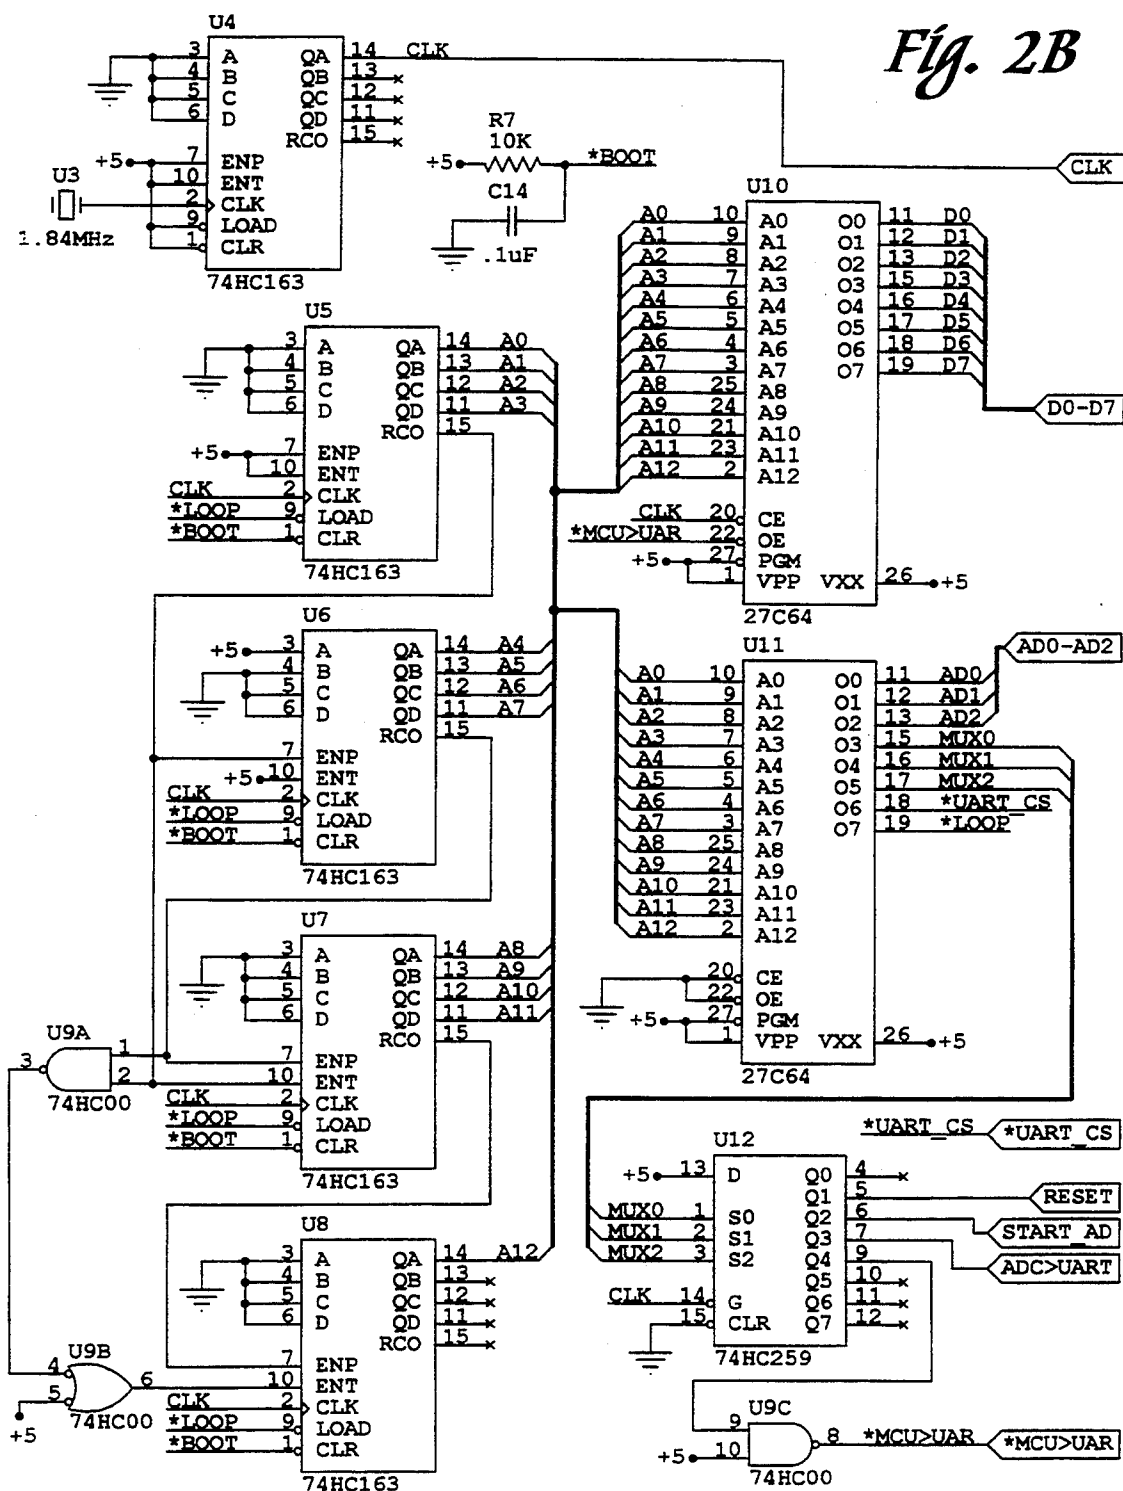 Fig. 2B
U4
3 A QA 14 CLK
4 B QB 13
5 C QC 12
6 D QD 11
RCO 15
+5 7 ENP
10 ENT
2 CLK
9 LOAD
1 CLR
74HC163
U3
1.84MHz
R7
10K
+5 *BOOT
C14
.1uF
CLK
U10
A0 10 A0 O0 11 D0
A1 9 A1 O1 12 D1
A2 8 A2 O2 13 D2
A3 7 A3 O3 15 D3
A4 6 A4 O4 16 D4
A5 5 A5 O5 17 D5
A6 4 A6 O6 18 D6
A7 3 A7 O7 19 D7
A8 25 A8
A9 24 A9
A10 21 A10
A11 23 A11
A12 2 A12
CLK 20 CE
*MCU>UAR 22 OE
+5 27 PGM
1 VPP VXX 26 +5
27C64
D0-D7
U5
3 A QA 14 A0
4 B QB 13 A1
5 C QC 12 A2
6 D QD 11 A3
RCO 15
+5 7 ENP
10 ENT
CLK 2 CLK
*LOOP 9 LOAD
*BOOT 1 CLR
74HC163
U6
+5 3 A QA 14 A4
4 B QB 13 A5
5 C QC 12 A6
6 D QD 11 A7
RCO 15
7 ENP
+5 10 ENT
CLK 2 CLK
*LOOP 9 LOAD
*BOOT 1 CLR
74HC163
U11
A0 10 A0 O0 11 AD0
A1 9 A1 O1 12 AD1
A2 8 A2 O2 13 AD2
A3 7 A3 O3 15 MUX0
A4 6 A4 O4 16 MUX1
A5 5 A5 O5 17 MUX2
A6 4 A6 O6 18 *UART_CS
A7 3 A7 O7 19 *LOOP
A8 25 A8
A9 24 A9
A10 21 A10
A11 23 A11
A12 2 A12
20 CE
22 OE
+5 27 PGM
1 VPP VXX 26 +5
27C64
AD0-AD2
U7
3 A QA 14 A8
4 B QB 13 A9
5 C QC 12 A10
6 D QD 11 A11
RCO 15
7 ENP
10 ENT
CLK 2 CLK
*LOOP 9 LOAD
*BOOT 1 CLR
74HC163
U9A
3 1
2
74HC00
U8
3 A QA 14 A12
4 B QB 13
5 C QC 12
6 D QD 11
RCO 15
7 ENP
10 ENT
CLK 2 CLK
*LOOP 9 LOAD
*BOOT 1 CLR
74HC163
U9B
4 6
5
+5 74HC00
*UART_CS *UART_CS
U12
+5 13 D Q0 4
Q1 5 RESET
MUX0 1 S0 Q2 6 START_AD
MUX1 2 S1 Q3 7 ADC>UART
MUX2 3 S2 Q4 9
Q5 10
CLK 14 G Q6 11
15 CLR Q7 12
74HC259
U9C
9 8 *MCU>UAR *MCU>UAR
+5 10
74HC00